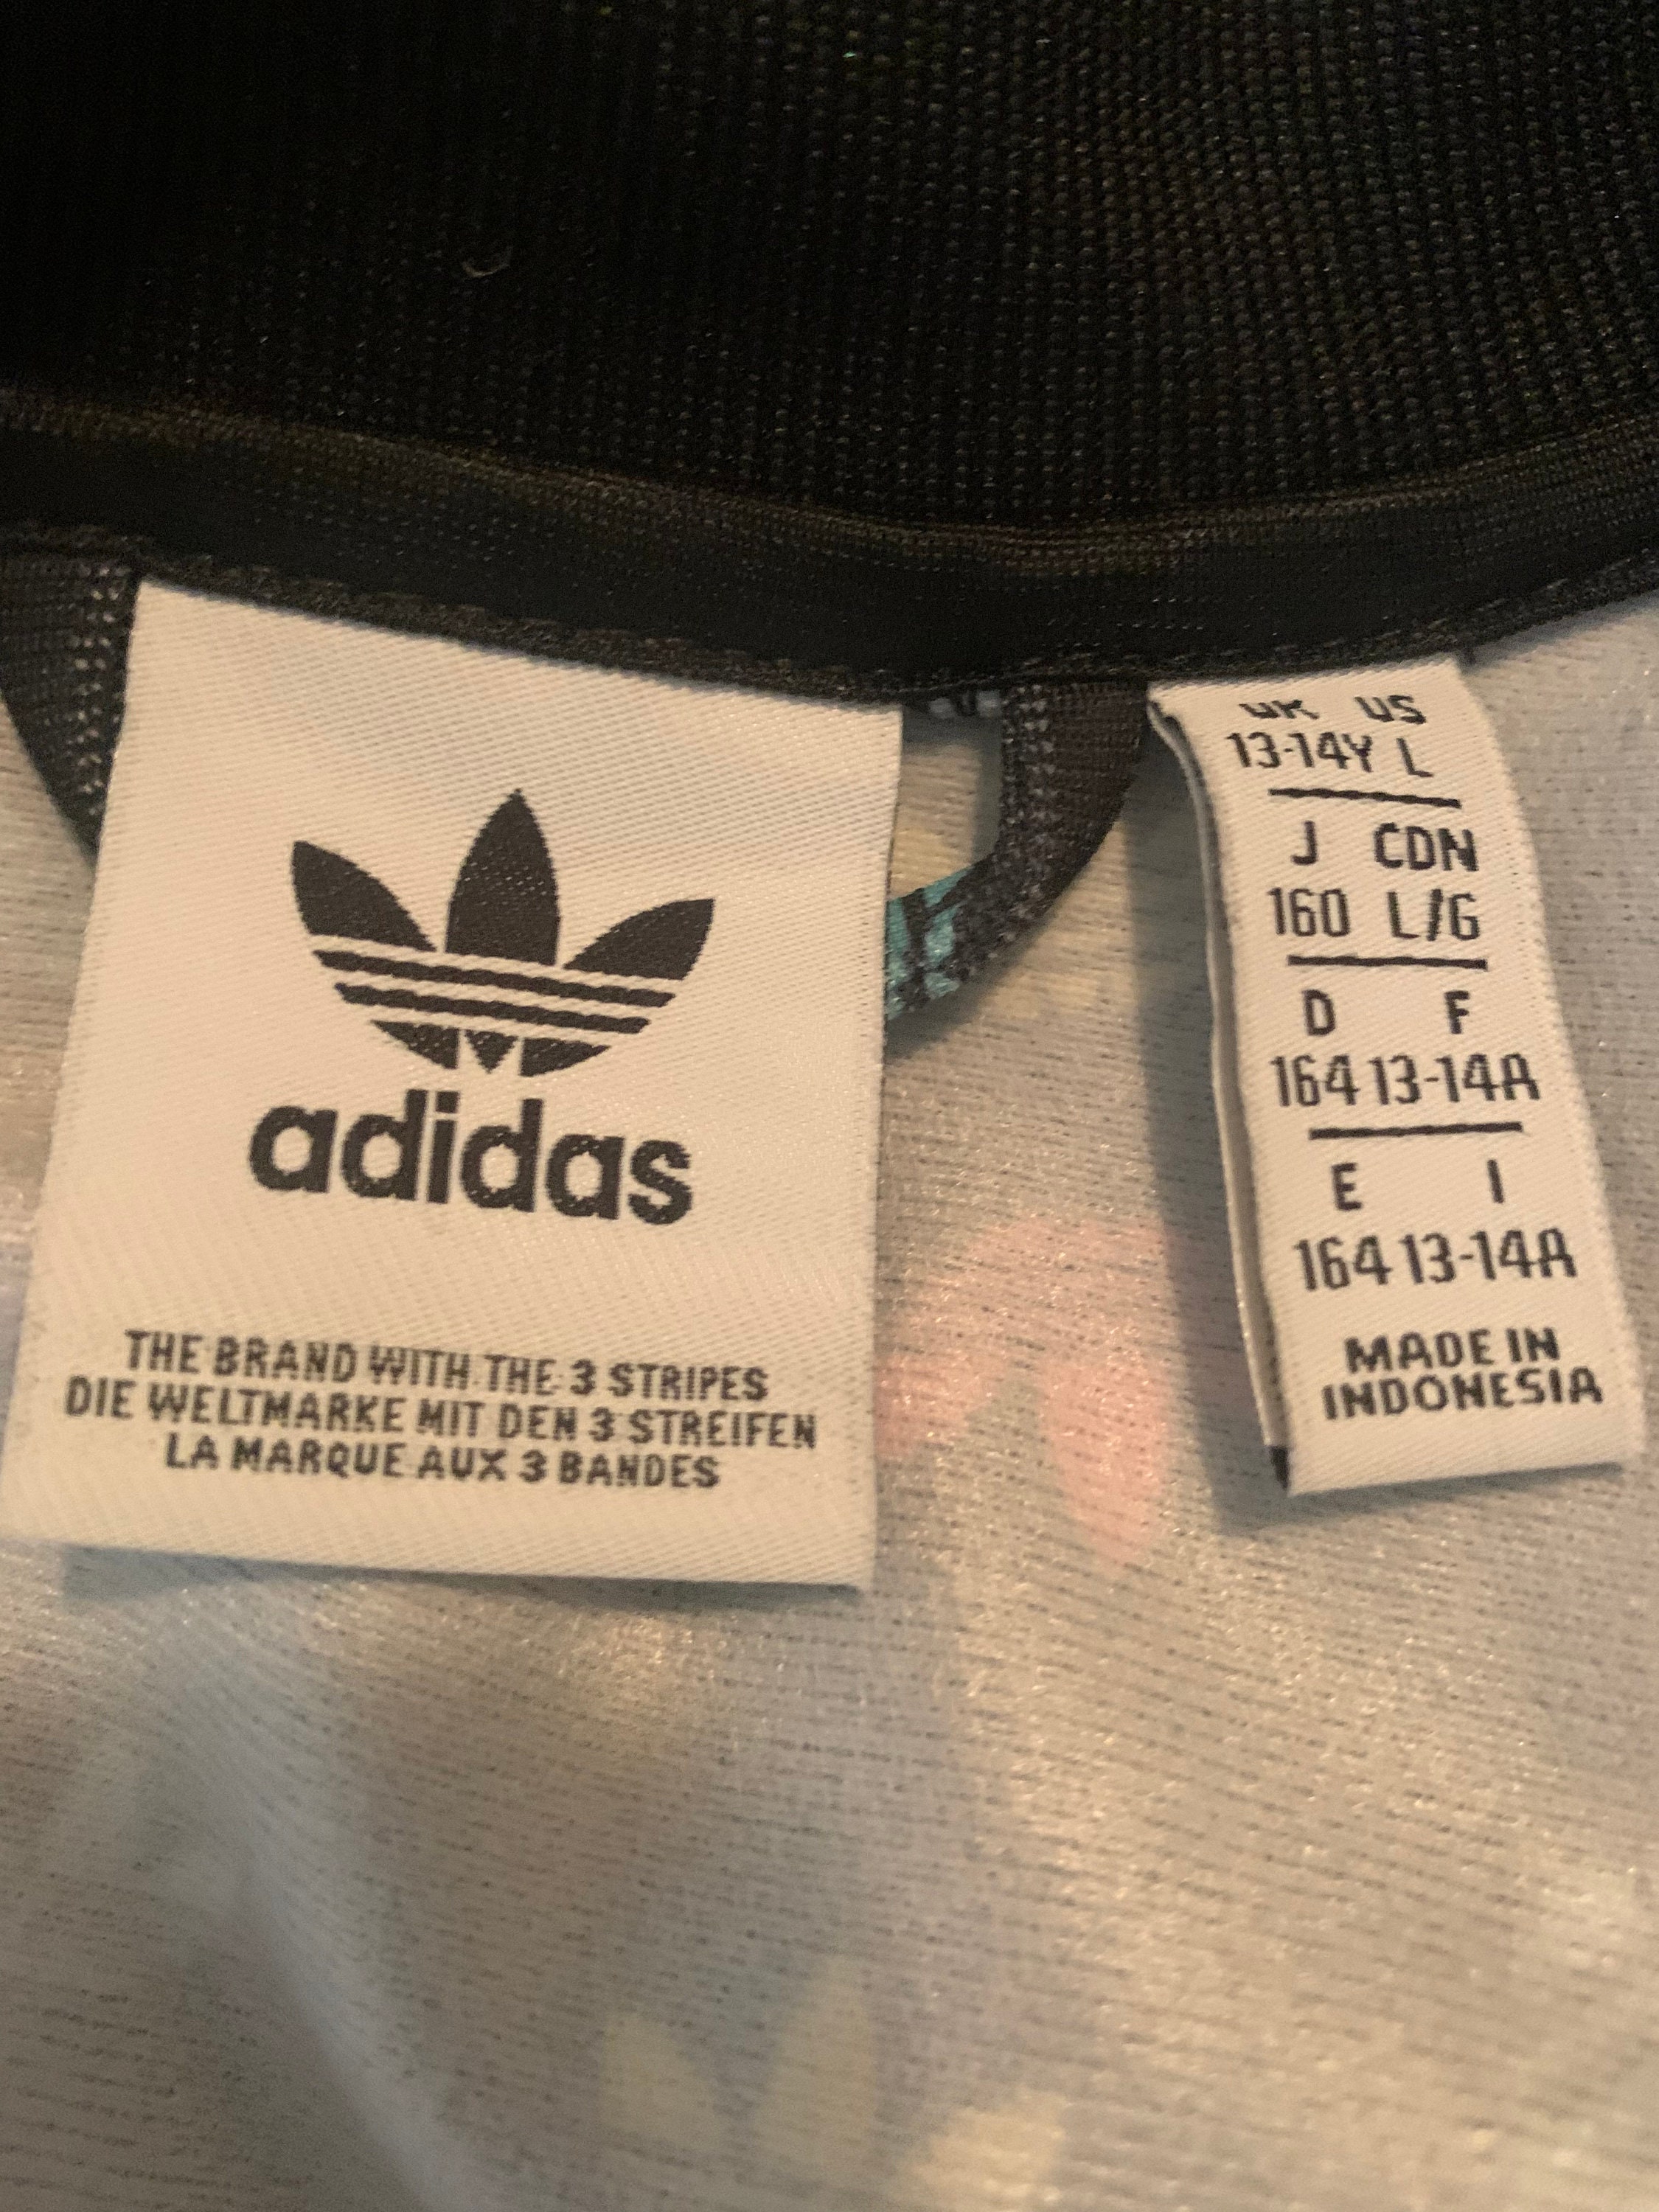 adidas
THE BRAND WITH THE 3 STRIPES
DIE WELTMARKE MIT DEN 3 STREIFEN
LA MARQUE AUX 3 BANDES
UK US
13-14Y L
J CDN
160 L/G
D F
164 13-14A
E I
164 13-14A
MADE IN
INDONESIA